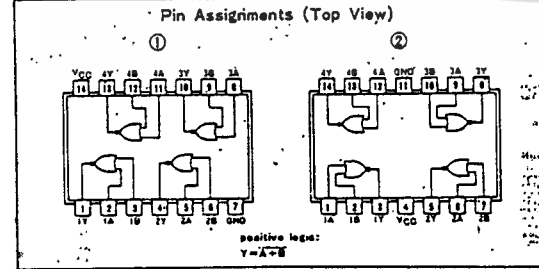 Pin Assignments (Top View)
① ②
VCC 4Y 4B 4A 3Y 3B 3A
14 13 12 11 10 9 8
1 2 3 4 5 6 7
1Y 1A 1B 2Y 2A 2B GND
4Y 4B 4A GND 3B 3A 3Y
14 13 12 11 10 9 8
1 2 3 4 5 6 7
1A 1B 1Y VCC 2Y 2A 2B
positive logic:
Y=A+B